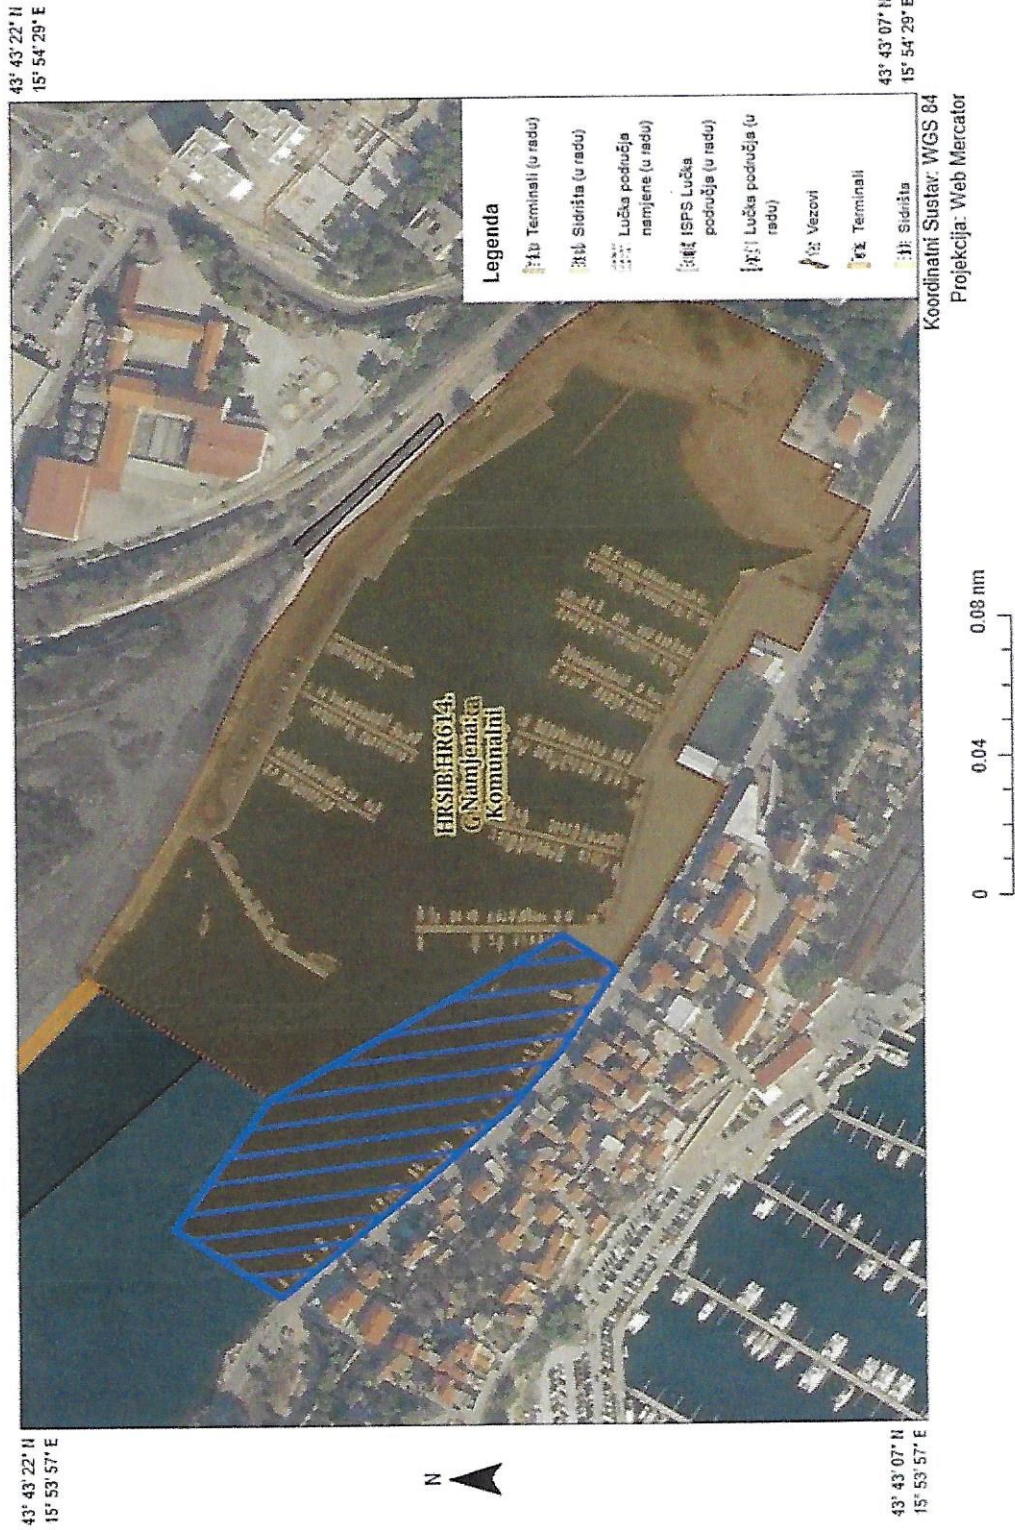 43° 43' 22" N
15° 53' 57" E
43° 43' 22" N
15° 54' 29" E
HRSIBHR614.
GNamjenaka
Komunalni
Legenda
Terminali (u radu)
Sidrišta (u radu)
Lučka područja
namjene (u radu)
ISPS Lučka
područja (u radu)
Lučka područja (u
radu)
Vezovi
Terminali
Sidrišta
N
43° 43' 07" N
15° 53' 57" E
43° 43' 07" N
15° 54' 29" E
0 0.04 0.08 nm
Koordinatni Sustav: WGS 84
Projekcija: Web Mercator